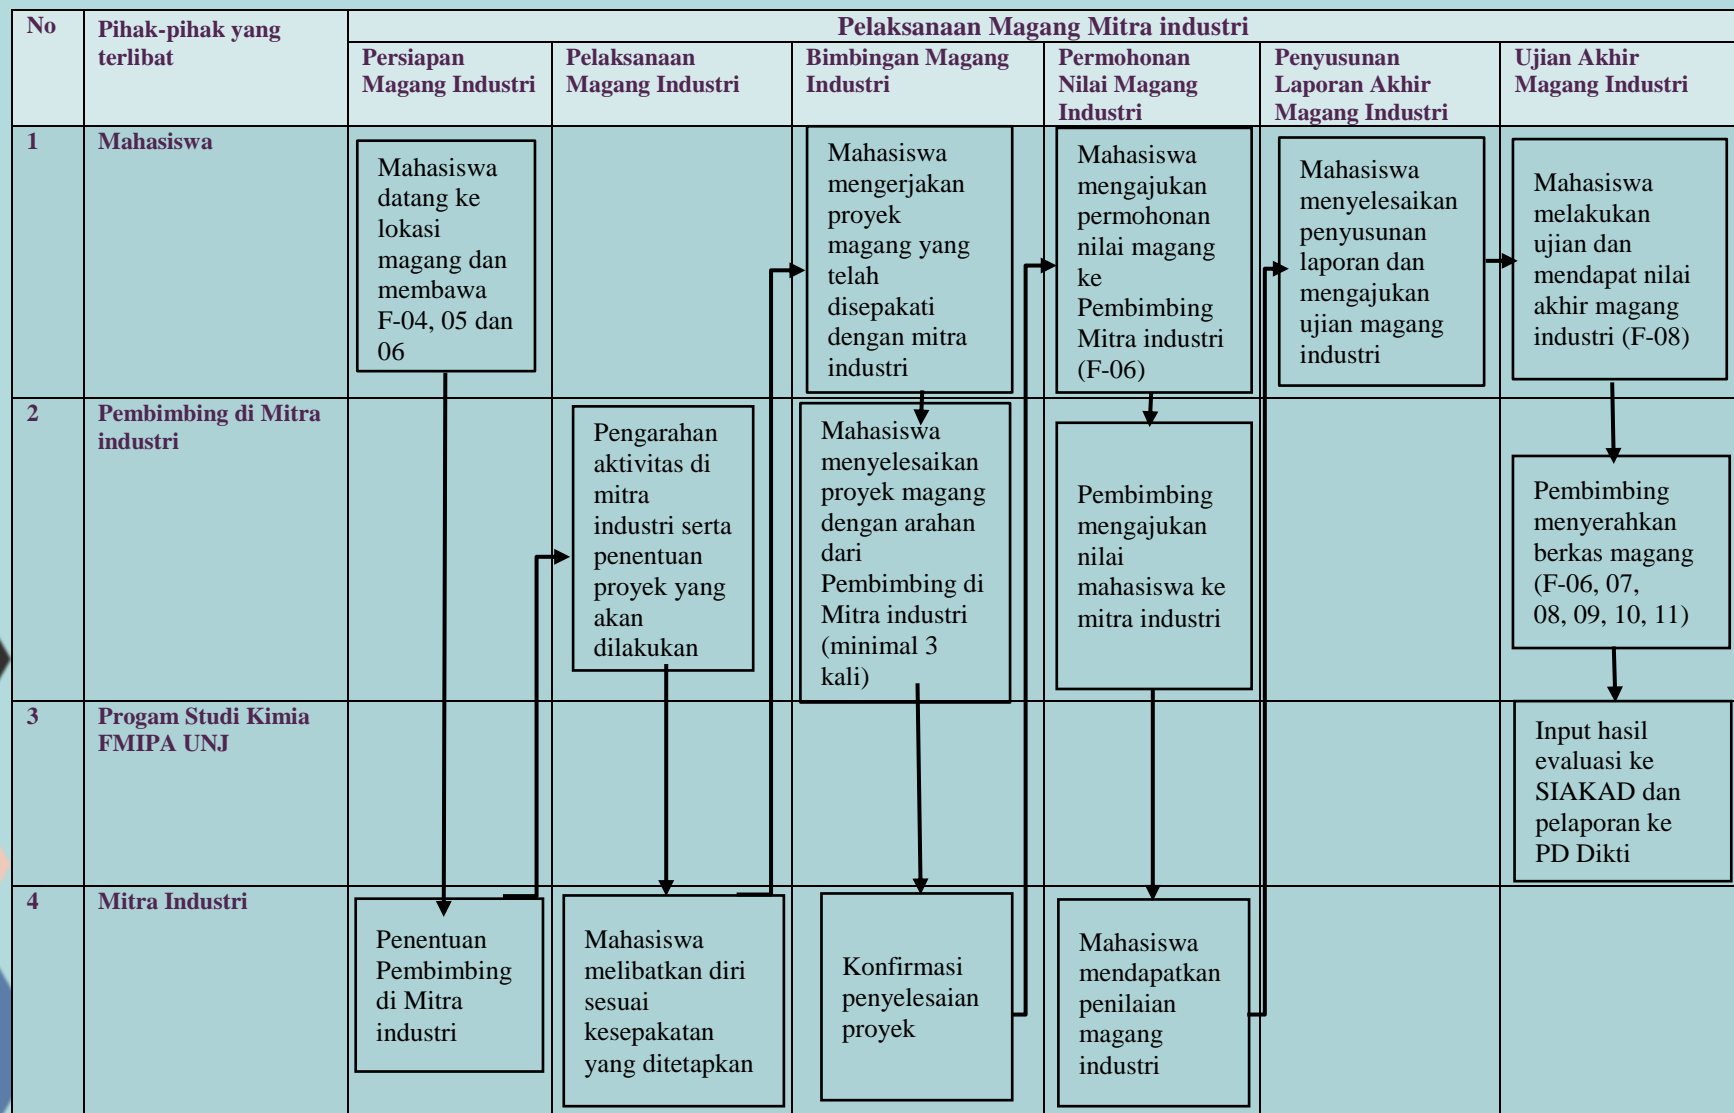 No
Pihak-pihak yang
terlibat
Pelaksanaan Magang Mitra industri
Persiapan
Magang Industri
Pelaksanaan
Magang Industri
Bimbingan Magang
Industri
Permohonan
Nilai Magang
Industri
Penyusunan
Laporan Akhir
Magang Industri
Ujian Akhir
Magang Industri
1
Mahasiswa
Mahasiswa
datang ke
lokasi
magang dan
membawa
F-04, 05 dan
06
Mahasiswa
mengerjakan
proyek
magang yang
telah
disepakati
dengan mitra
industri
Mahasiswa
mengajukan
permohonan
nilai magang
ke
Pembimbing
Mitra industri
(F-06)
Mahasiswa
menyelesaikan
penyusunan
laporan dan
mengajukan
ujian magang
industri
Mahasiswa
melakukan
ujian dan
mendapat nilai
akhir magang
industri (F-08)
2
Pembimbing di Mitra
industri
Pengarahan
aktivitas di
mitra
industri serta
penentuan
proyek yang
akan
dilakukan
Mahasiswa
menyelesaikan
proyek magang
dengan arahan
dari
Pembimbing di
Mitra industri
(minimal 3
kali)
Pembimbing
mengajukan
nilai
mahasiswa ke
mitra industri
Pembimbing
menyerahkan
berkas magang
(F-06, 07,
08, 09, 10, 11)
3
Progam Studi Kimia
FMIPA UNJ
Input hasil
evaluasi ke
SIAKAD dan
pelaporan ke
PD Dikti
4
Mitra Industri
Penentuan
Pembimbing
di Mitra
industri
Mahasiswa
melibatkan diri
sesuai
kesepakatan
yang ditetapkan
Konfirmasi
penyelesaian
proyek
Mahasiswa
mendapatkan
penilaian
magang
industri